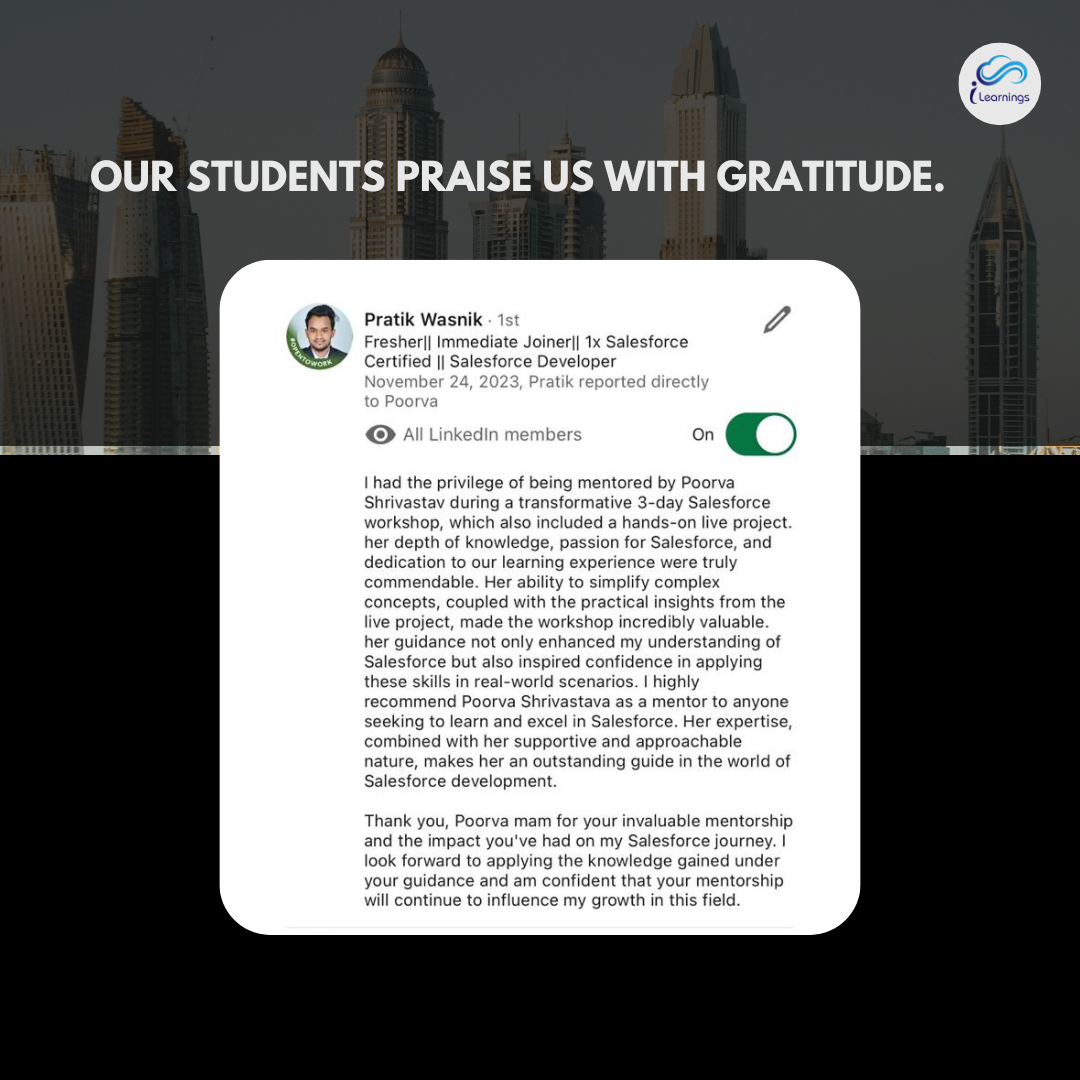 i Learnings
OUR STUDENTS PRAISE US WITH GRATITUDE.
#OPENTOWORK
Pratik Wasnik · 1st
Fresher|| Immediate Joiner|| 1x Salesforce
Certified || Salesforce Developer
November 24, 2023, Pratik reported directly
to Poorva
All LinkedIn members
On
I had the privilege of being mentored by Poorva
Shrivastav during a transformative 3-day Salesforce
workshop, which also included a hands-on live project.
her depth of knowledge, passion for Salesforce, and
dedication to our learning experience were truly
commendable. Her ability to simplify complex
concepts, coupled with the practical insights from the
live project, made the workshop incredibly valuable.
her guidance not only enhanced my understanding of
Salesforce but also inspired confidence in applying
these skills in real-world scenarios. I highly
recommend Poorva Shrivastava as a mentor to anyone
seeking to learn and excel in Salesforce. Her expertise,
combined with her supportive and approachable
nature, makes her an outstanding guide in the world of
Salesforce development.
Thank you, Poorva mam for your invaluable mentorship
and the impact you've had on my Salesforce journey. I
look forward to applying the knowledge gained under
your guidance and am confident that your mentorship
will continue to influence my growth in this field.